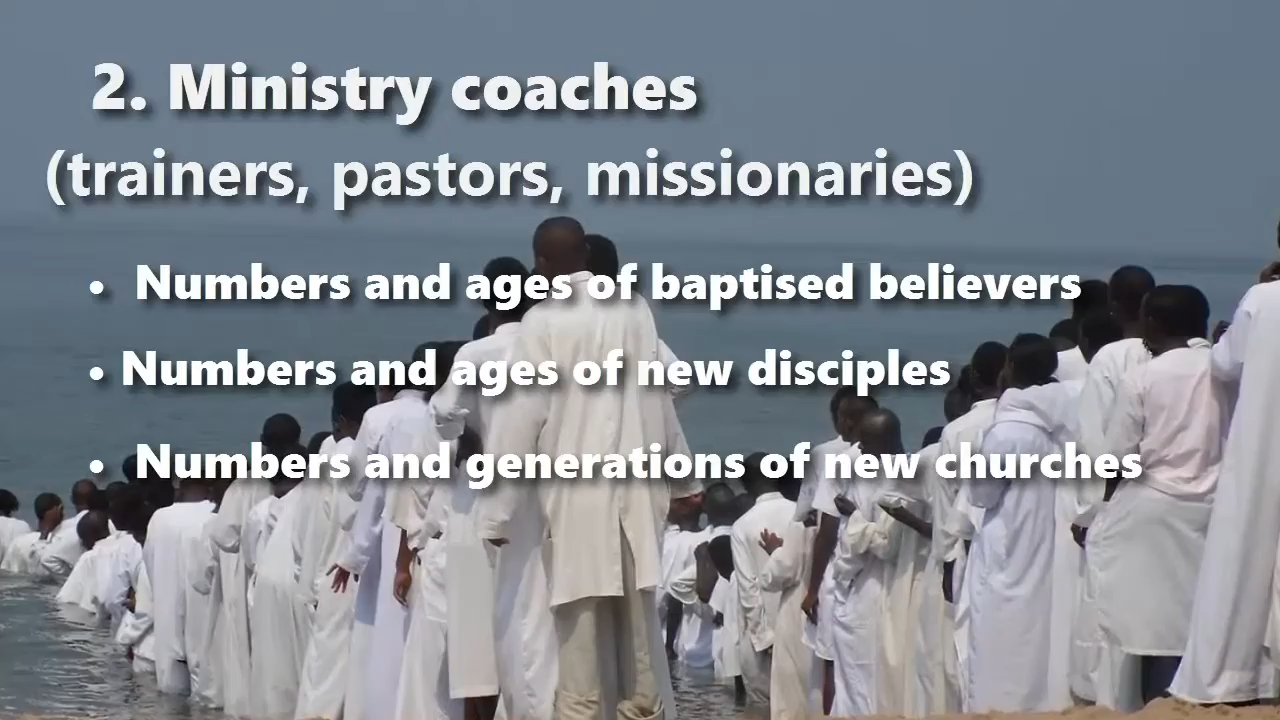 2. Ministry coaches
(trainers, pastors, missionaries)
• Numbers and ages of baptised believers
• Numbers and ages of new disciples
• Numbers and generations of new churches